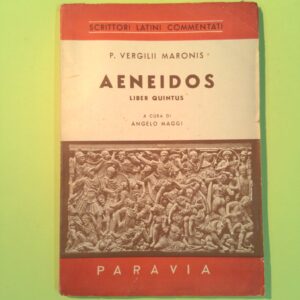 SCRITTORI LATINI COMMENTATI
P. VERGILII MARONIS
AENEIDOS
LIBER QUINTUS
A CURA DI
ANGELO MAGGI
PARAVIA